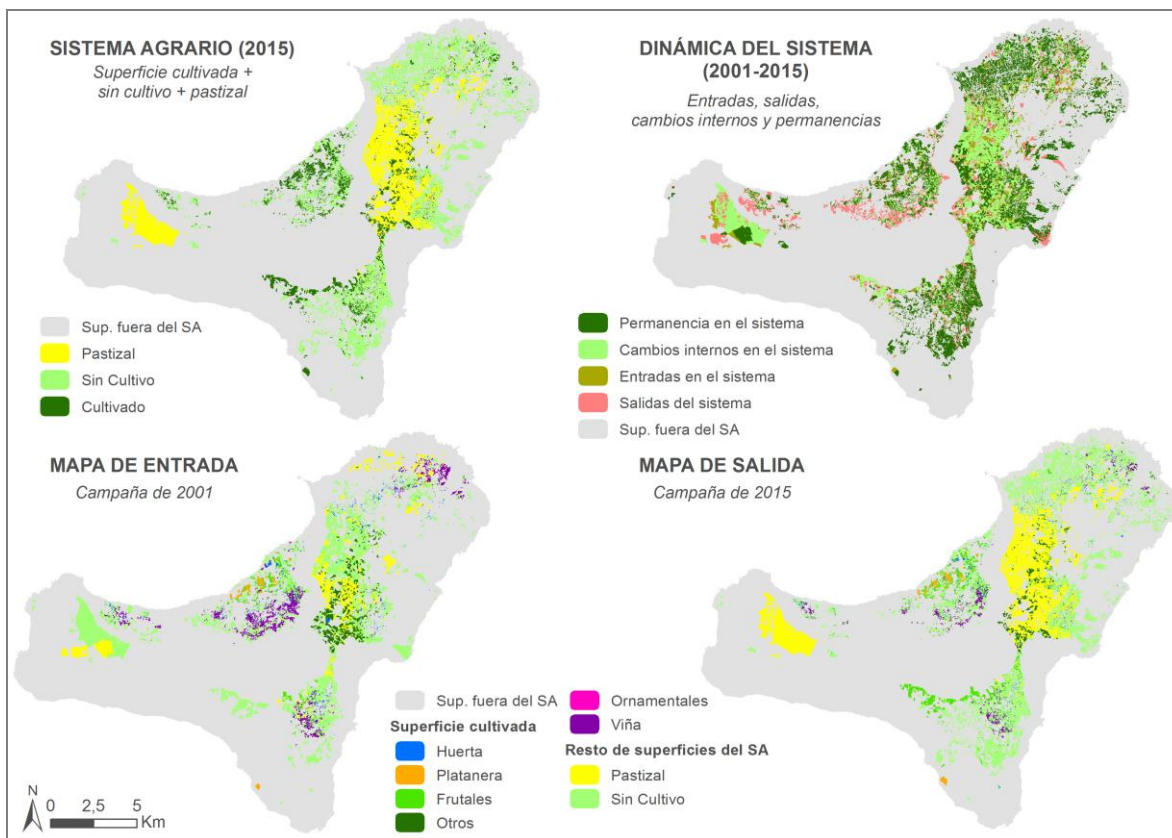 SISTEMA AGRARIO (2015)
Superficie cultivada +
sin cultivo + pastizal
Sup. fuera del SA
Pastizal
Sin Cultivo
Cultivado
DINÁMICA DEL SISTEMA
(2001-2015)
Entradas, salidas,
cambios internos y permanencias
Permanencia en el sistema
Cambios internos en el sistema
Entradas en el sistema
Salidas del sistema
Sup. fuera del SA
MAPA DE ENTRADA
Campaña de 2001
MAPA DE SALIDA
Campaña de 2015
Sup. fuera del SA
Superficie cultivada
Huerta
Platanera
Frutales
Otros
Ornamentales
Viña
Resto de superficies del SA
Pastizal
Sin Cultivo
N
0 2,5 5
Km